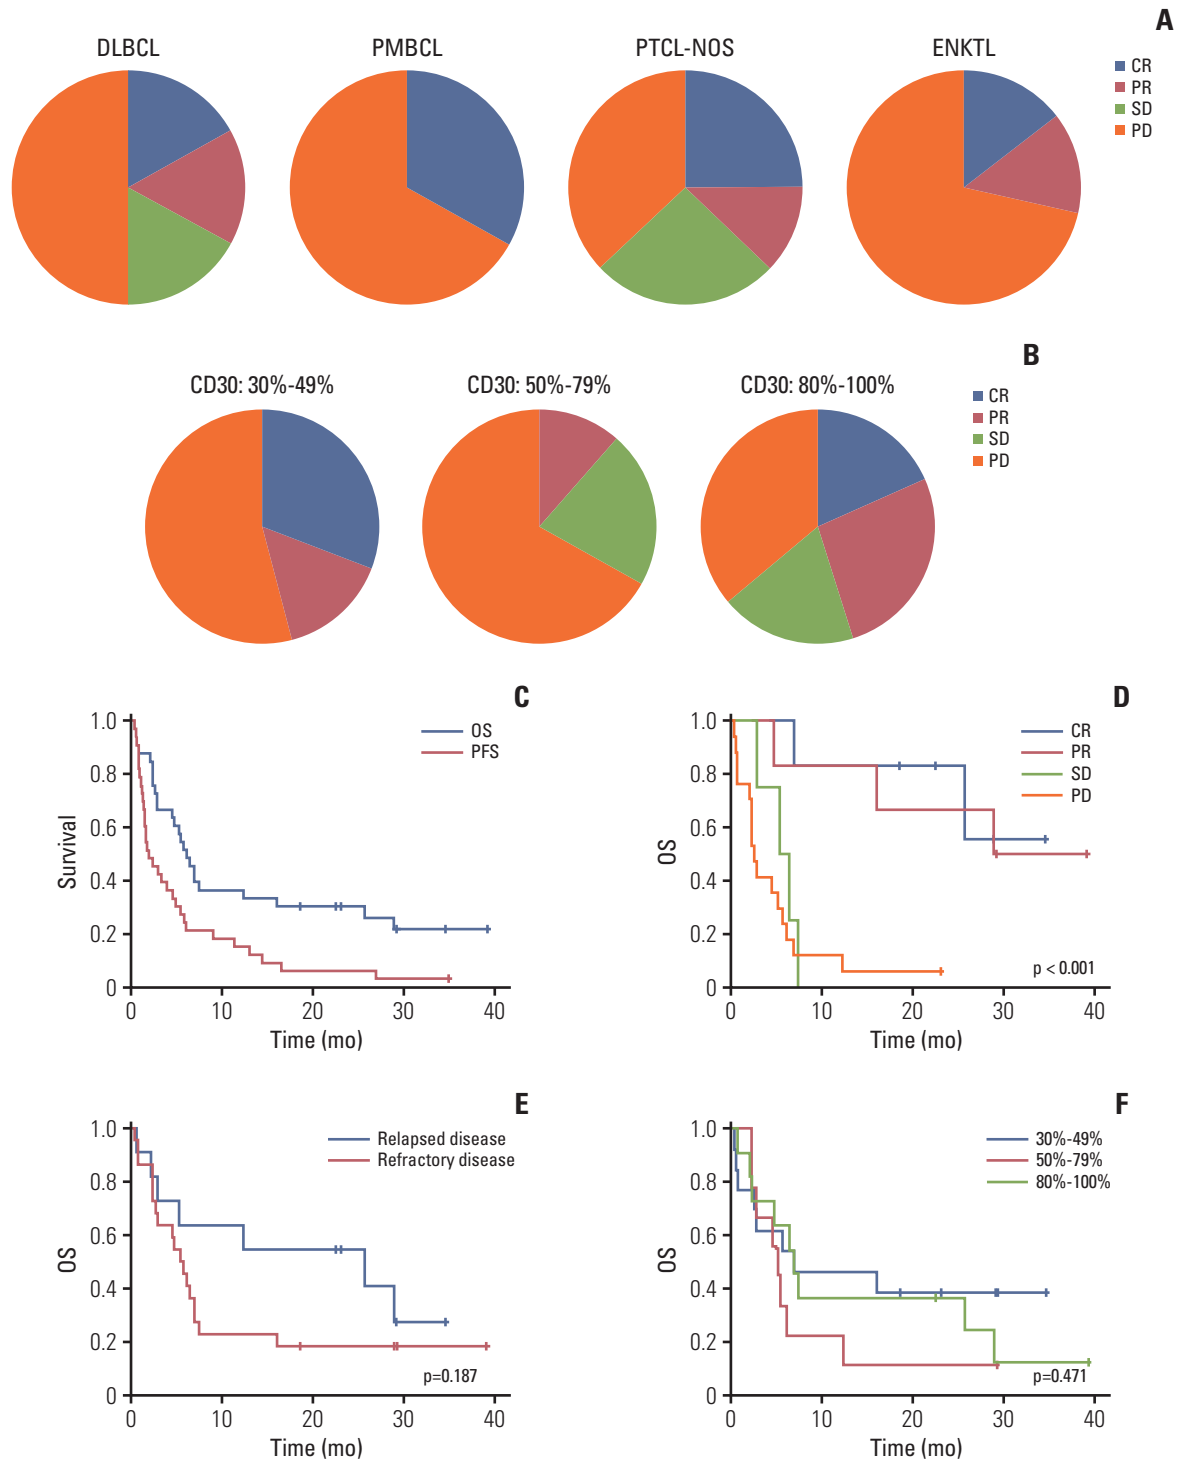 A
DLBCL
PMBCL
PTCL-NOS
ENKTL
CR
PR
SD
PD
B
CD30: 30%-49%
CD30: 50%-79%
CD30: 80%-100%
CR
PR
SD
PD
C
1.0
0.8
0.6
0.4
0.2
0
Survival
OS
PFS
0 10 20 30 40
Time (mo)
D
1.0
0.8
0.6
0.4
0.2
0
OS
CR
PR
SD
PD
p < 0.001
0 10 20 30 40
Time (mo)
E
1.0
0.8
0.6
0.4
0.2
0
OS
Relapsed disease
Refractory disease
p=0.187
0 10 20 30 40
Time (mo)
F
1.0
0.8
0.6
0.4
0.2
0
OS
30%-49%
50%-79%
80%-100%
p=0.471
0 10 20 30 40
Time (mo)